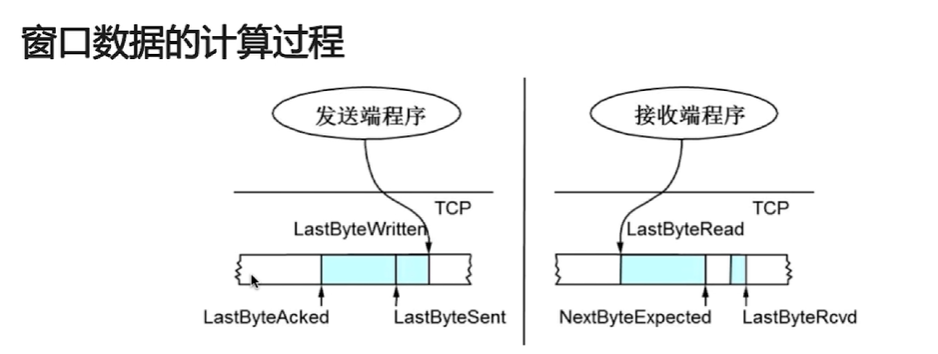 窗口数据的计算过程
发送端程序
接收端程序
TCP
TCP
LastByteWritten
LastByteRead
LastByteAcked
LastByteSent
NextByteExpected
LastByteRcvd